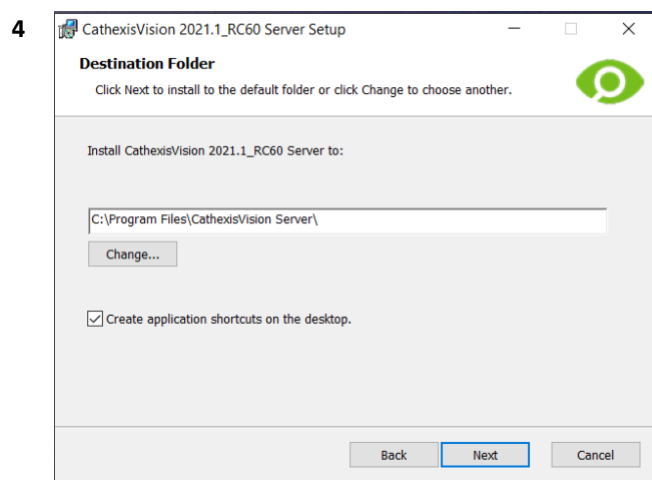 4
CathexisVision 2021.1_RC60 Server Setup
Destination Folder
Click Next to install to the default folder or click Change to choose another.
Install CathexisVision 2021.1_RC60 Server to:
C:\Program Files\CathexisVision Server\
Change...
Create application shortcuts on the desktop.
Back Next Cancel